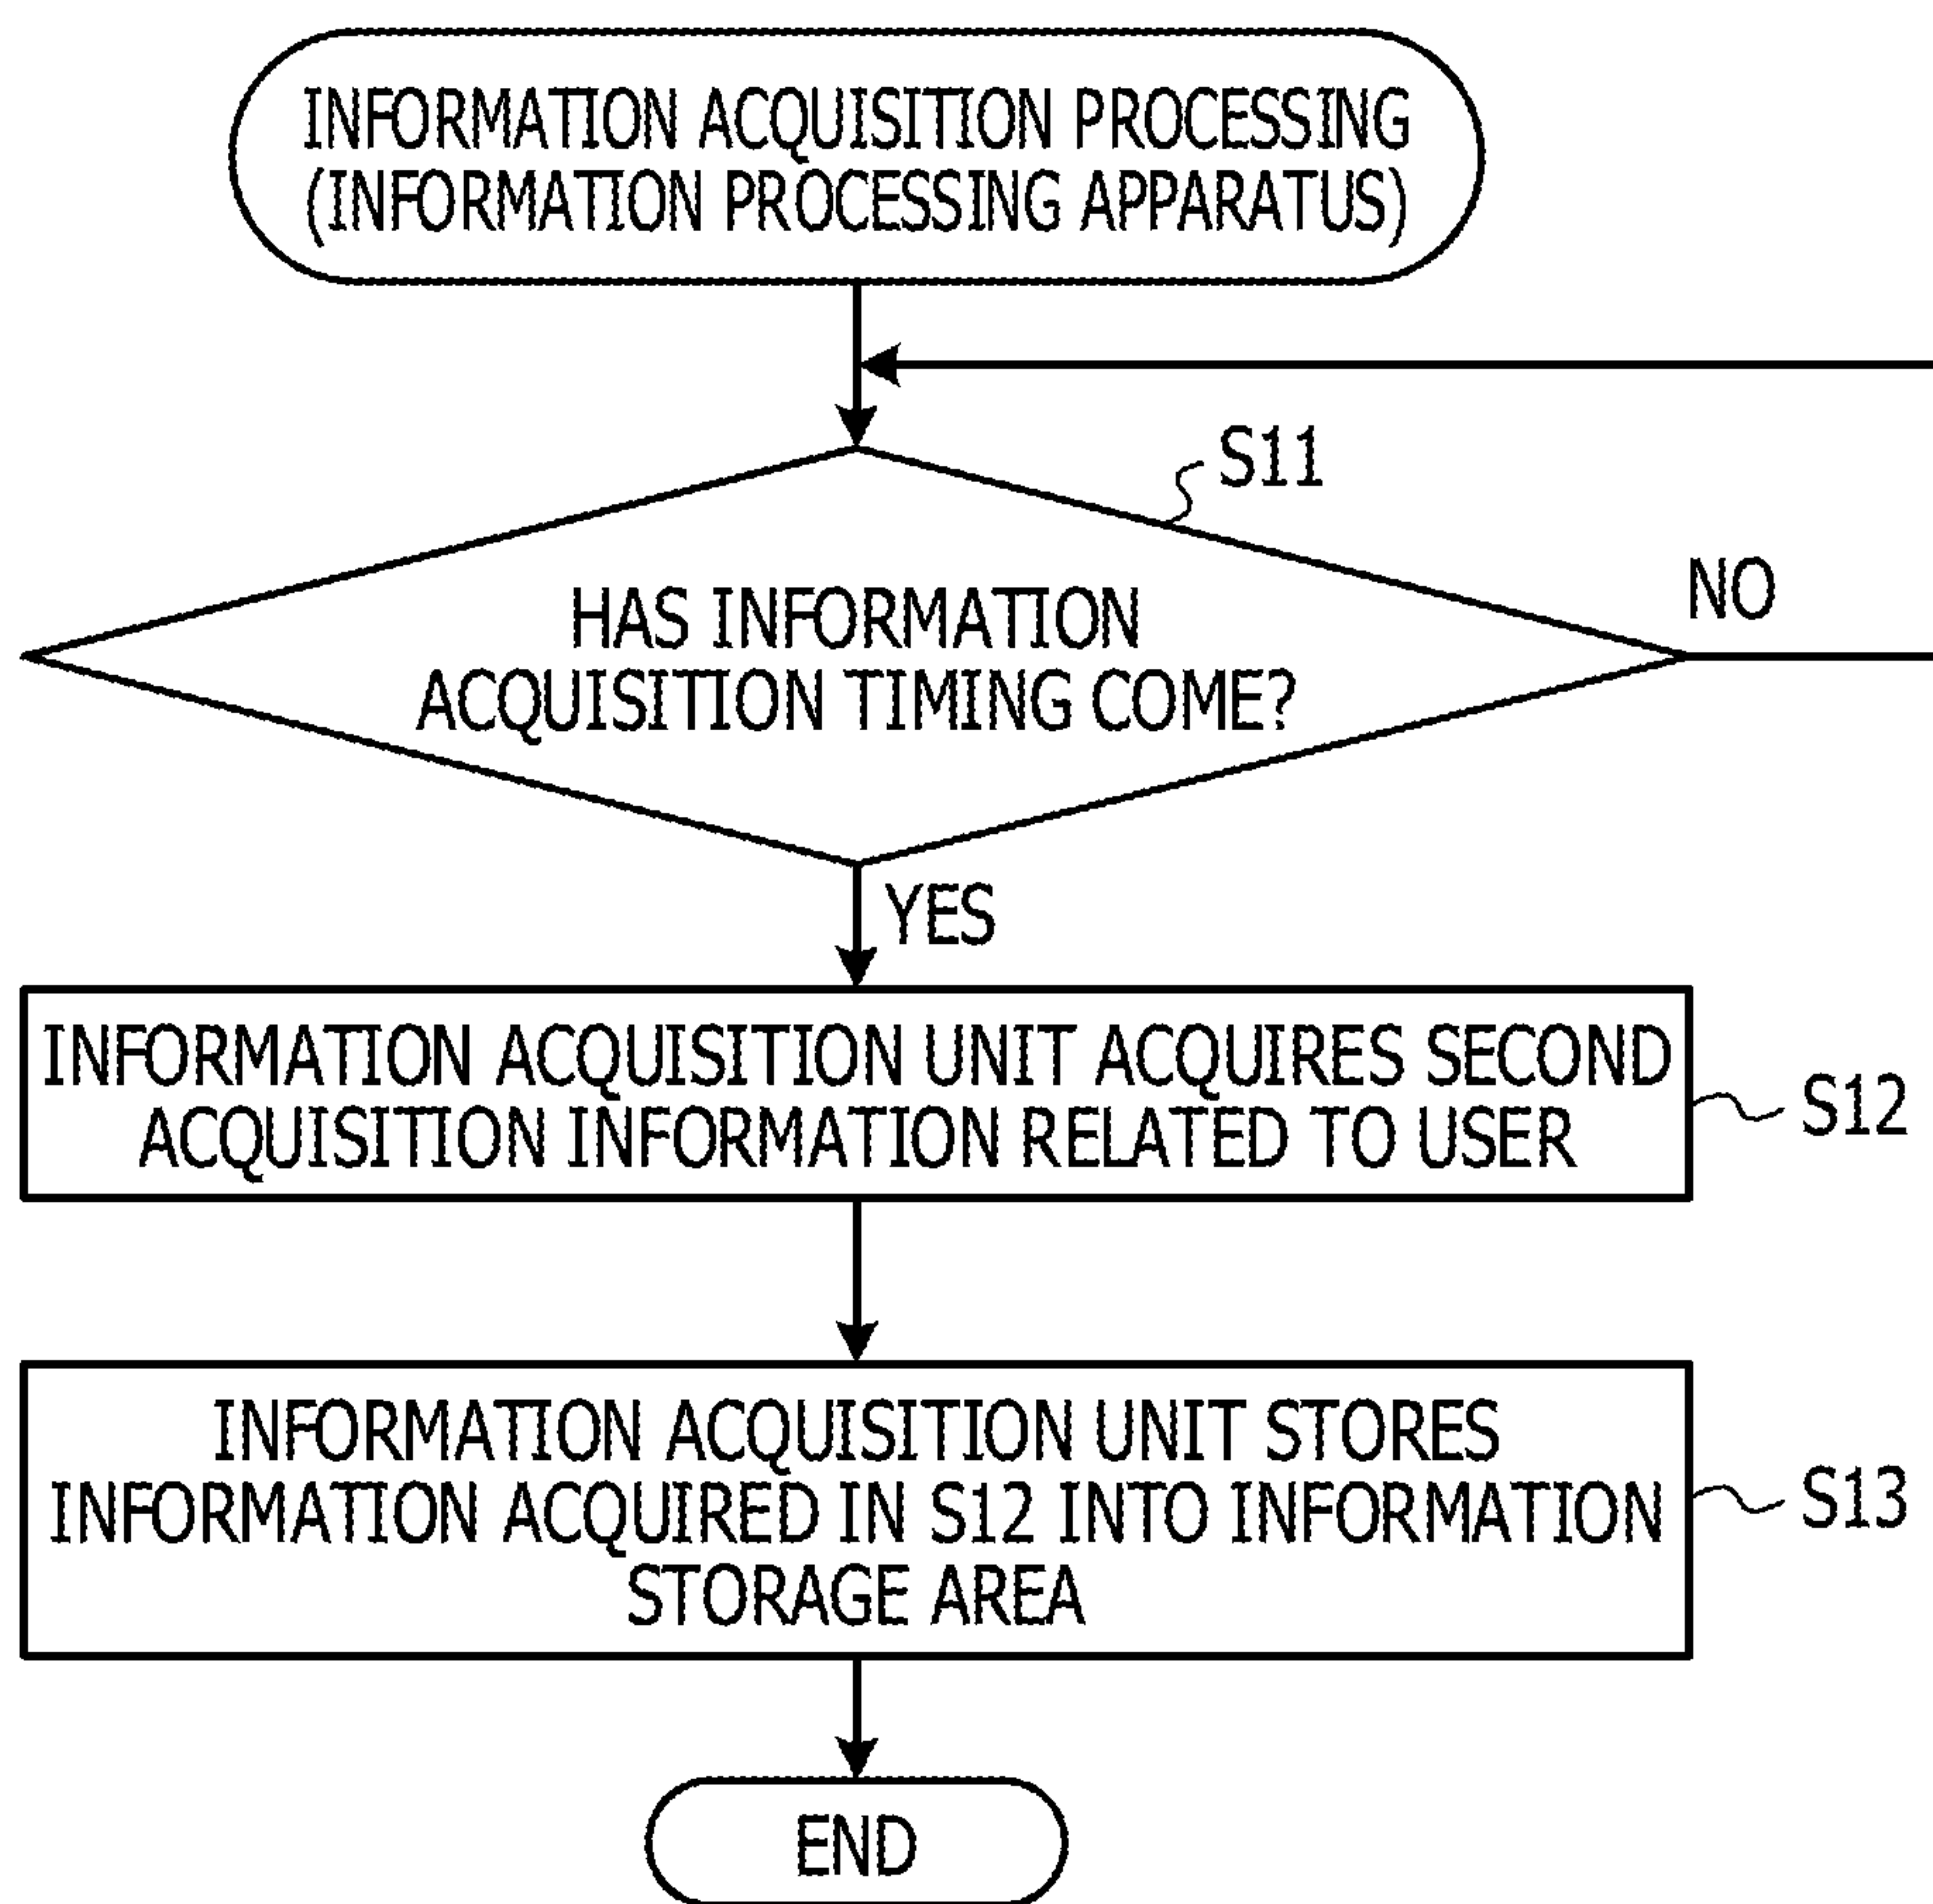 INFORMATION ACQUISITION PROCESSING
(INFORMATION PROCESSING APPARATUS)
S11
HAS INFORMATION
ACQUISITION TIMING COME?
NO
YES
INFORMATION ACQUISITION UNIT ACQUIRES SECOND
ACQUISITION INFORMATION RELATED TO USER
S12
INFORMATION ACQUISITION UNIT STORES
INFORMATION ACQUIRED IN S12 INTO INFORMATION
STORAGE AREA
S13
END